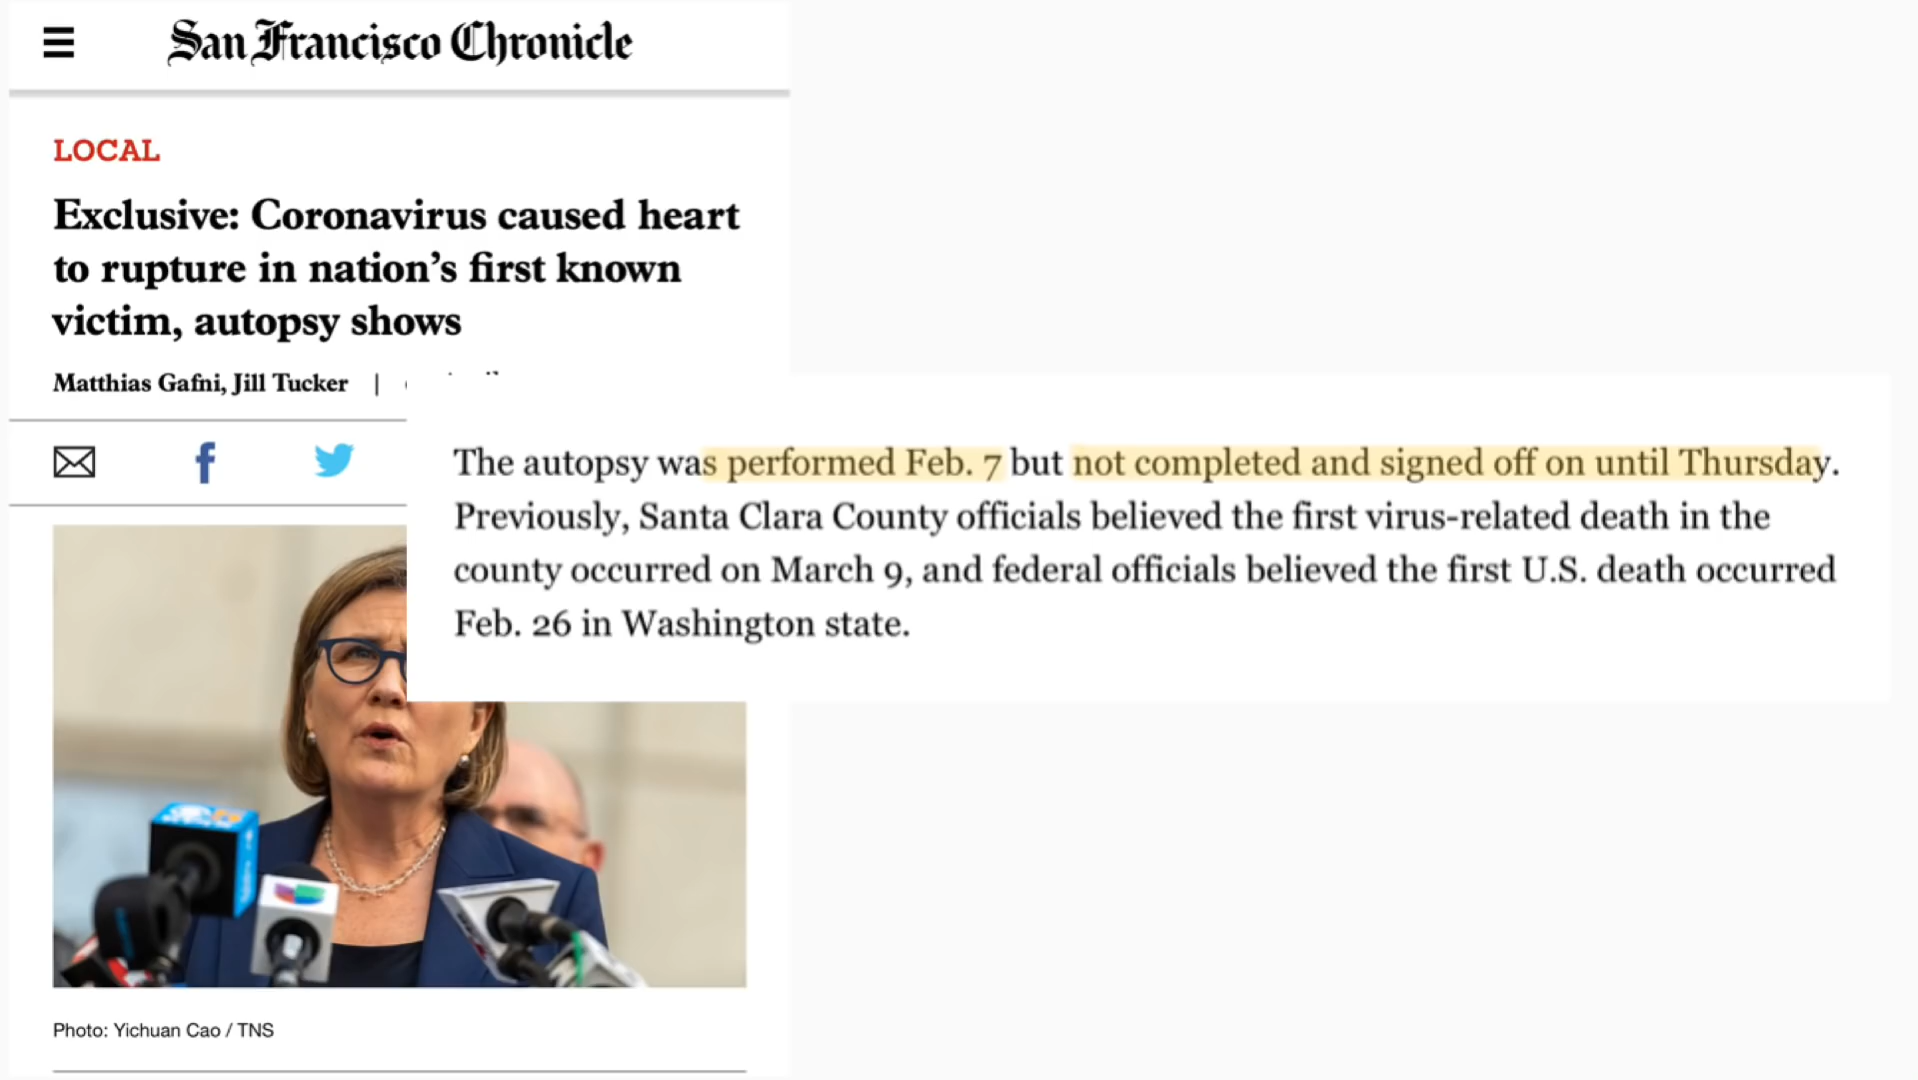 San Francisco Chronicle
LOCAL
Exclusive: Coronavirus caused heart
to rupture in nation’s first known
victim, autopsy shows
Matthias Gafni, Jill Tucker |
The autopsy was performed Feb. 7 but not completed and signed off on until Thursday.
Previously, Santa Clara County officials believed the first virus-related death in the
county occurred on March 9, and federal officials believed the first U.S. death occurred
Feb. 26 in Washington state.
Photo: Yichuan Cao / TNS